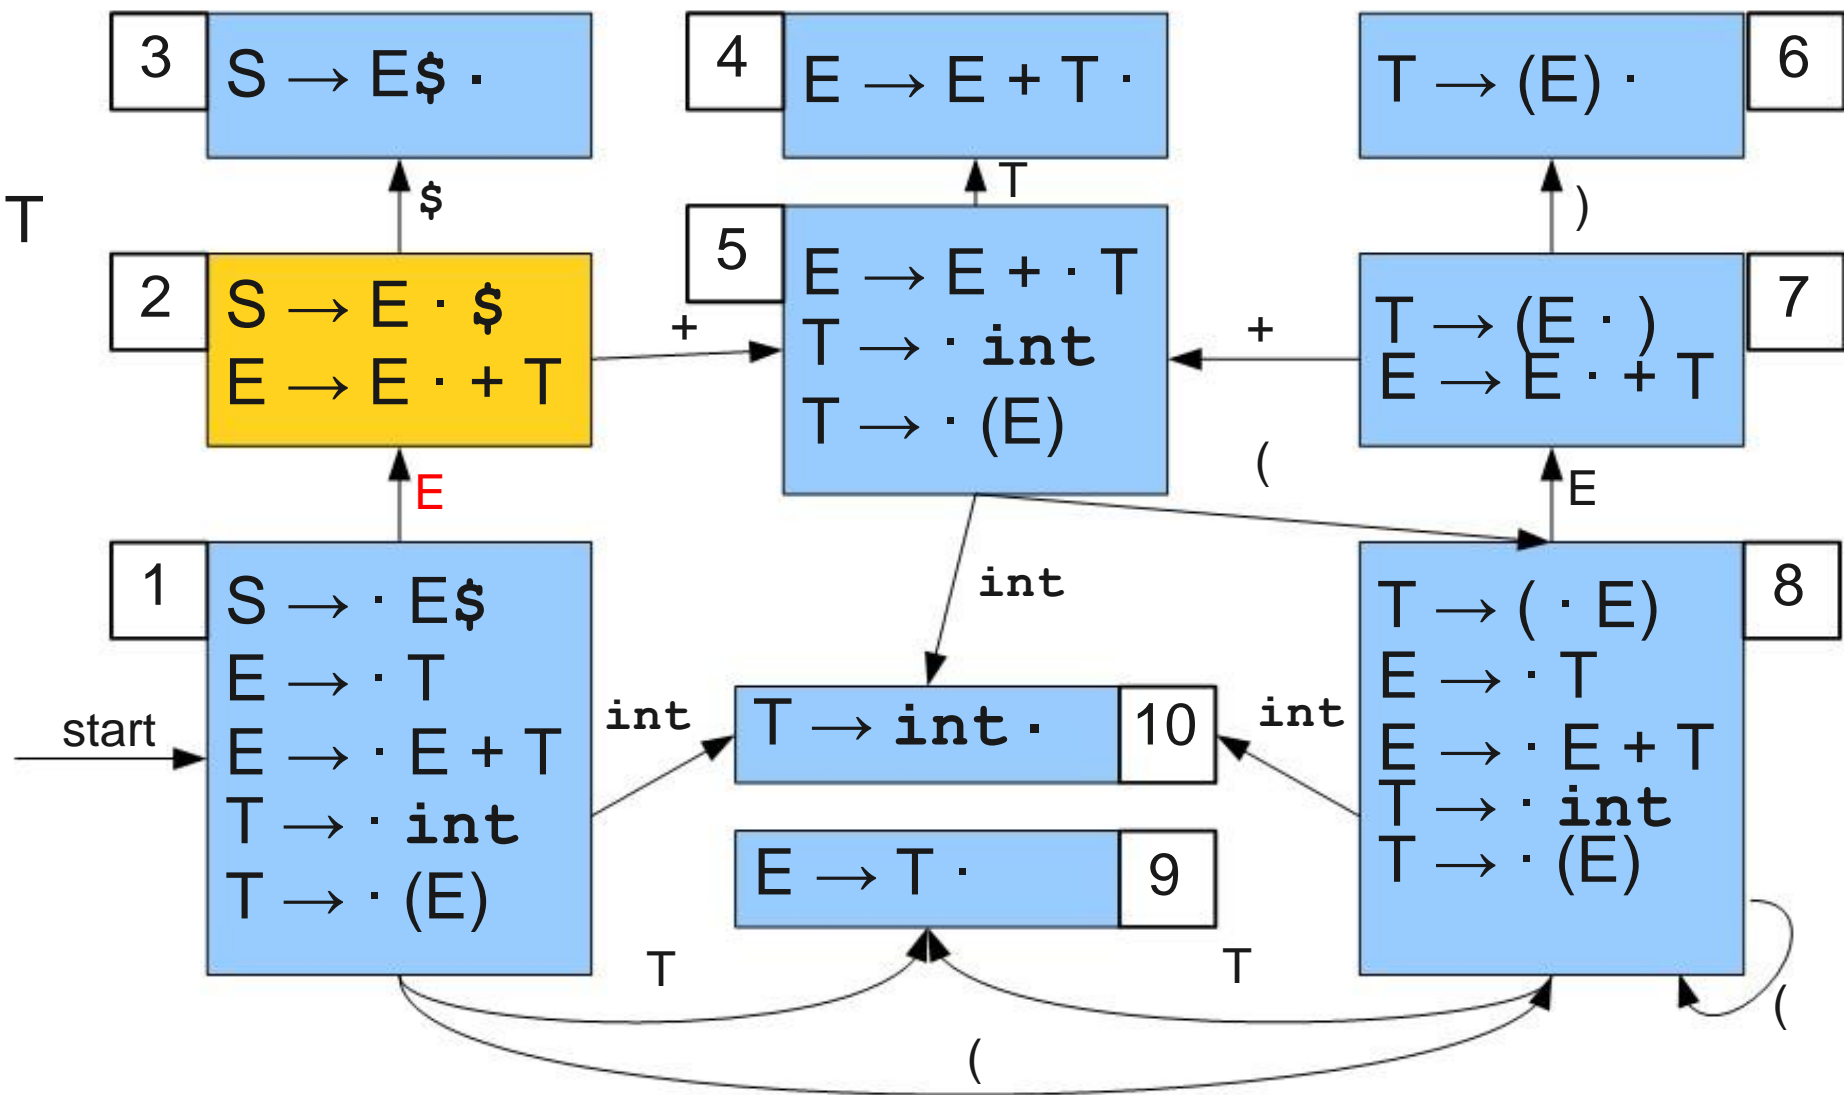 3
S → E$ ·
4
E → E + T ·
T → (E) ·
6
$
T
)
T
2
S → E · $
E → E · + T
+
5
E → E + · T
T → · int
T → · (E)
+
T → (E · )
E → E · + T
7
E
(
E
1
S → · E$
E → · T
E → · E + T
T → · int
T → · (E)
start
int
int
T → int ·
10
int
E → T ·
9
T → ( · E)
E → · T
E → · E + T
T → · int
T → · (E)
8
T
T
(
(